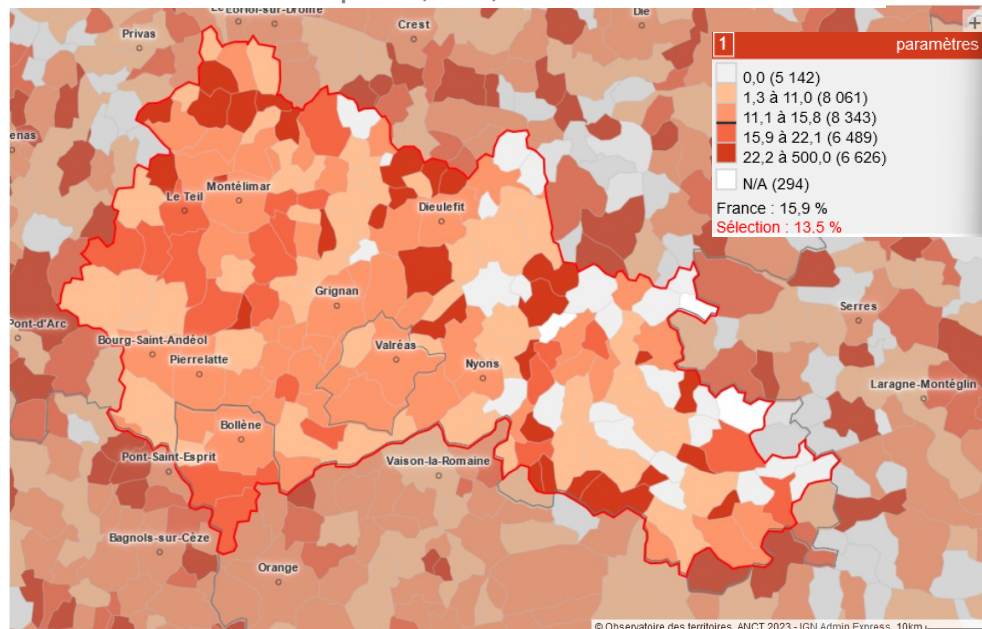 Loriol-sur-Drôme
Die
Privas
Crest
1 paramètres
0,0 (5 142)
1,3 à 11,0 (8 061)
11,1 à 15,8 (8 343)
15,9 à 22,1 (6 489)
22,2 à 500,0 (6 626)
N/A (294)
France : 15,9 %
Sélection : 13,5 %
enas
Montélimar
Le Teil
Dieulefit
Grignan
Serres
Pont-d'Arc
Bourg-Saint-Andéol
Valréas
Pierrelatte
Nyons
Laragne-Montéglin
Bollène
Pont-Saint-Esprit
Vaison-la-Romaine
Bagnols-sur-Cèze
Orange
© Observatoire des territoires, ANCT 2023 - IGN Admin Express 10km